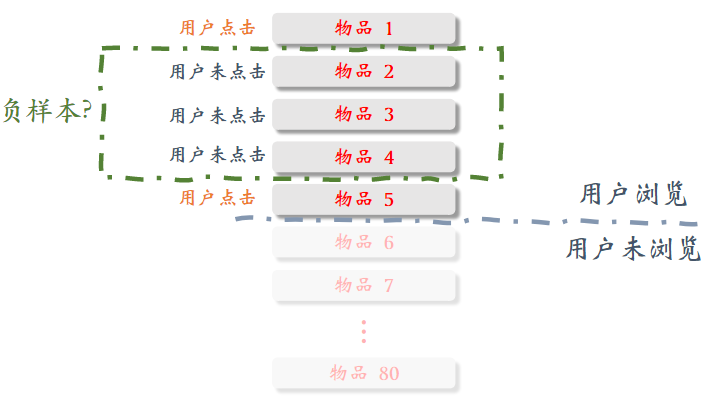 用户点击 物品 1
用户未点击 物品 2
负样本?
用户未点击 物品 3
用户未点击 物品 4
用户点击 物品 5
用户浏览
用户未浏览
物品 6
物品 7
物品 80